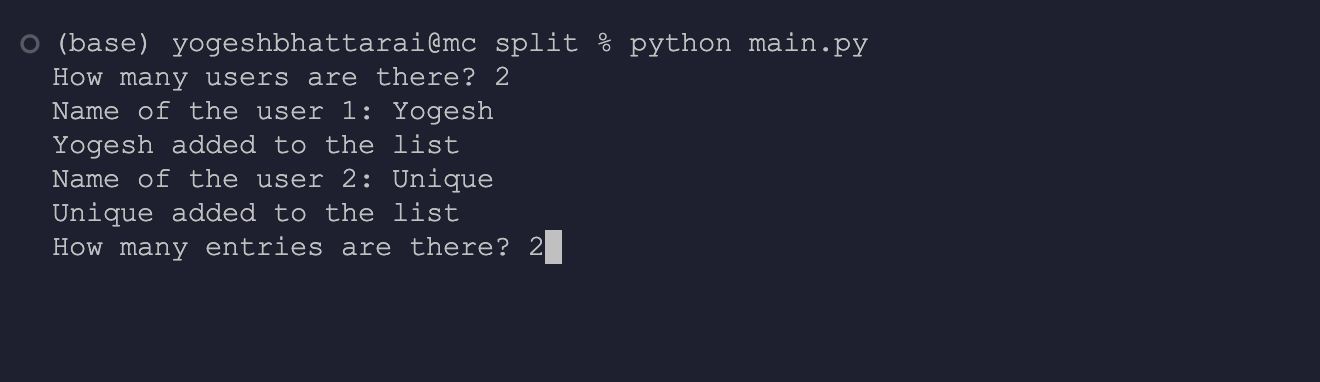 (base) yogeshbhattarai@mc split % python main.py
How many users are there? 2
Name of the user 1: Yogesh
Yogesh added to the list
Name of the user 2: Unique
Unique added to the list
How many entries are there? 2